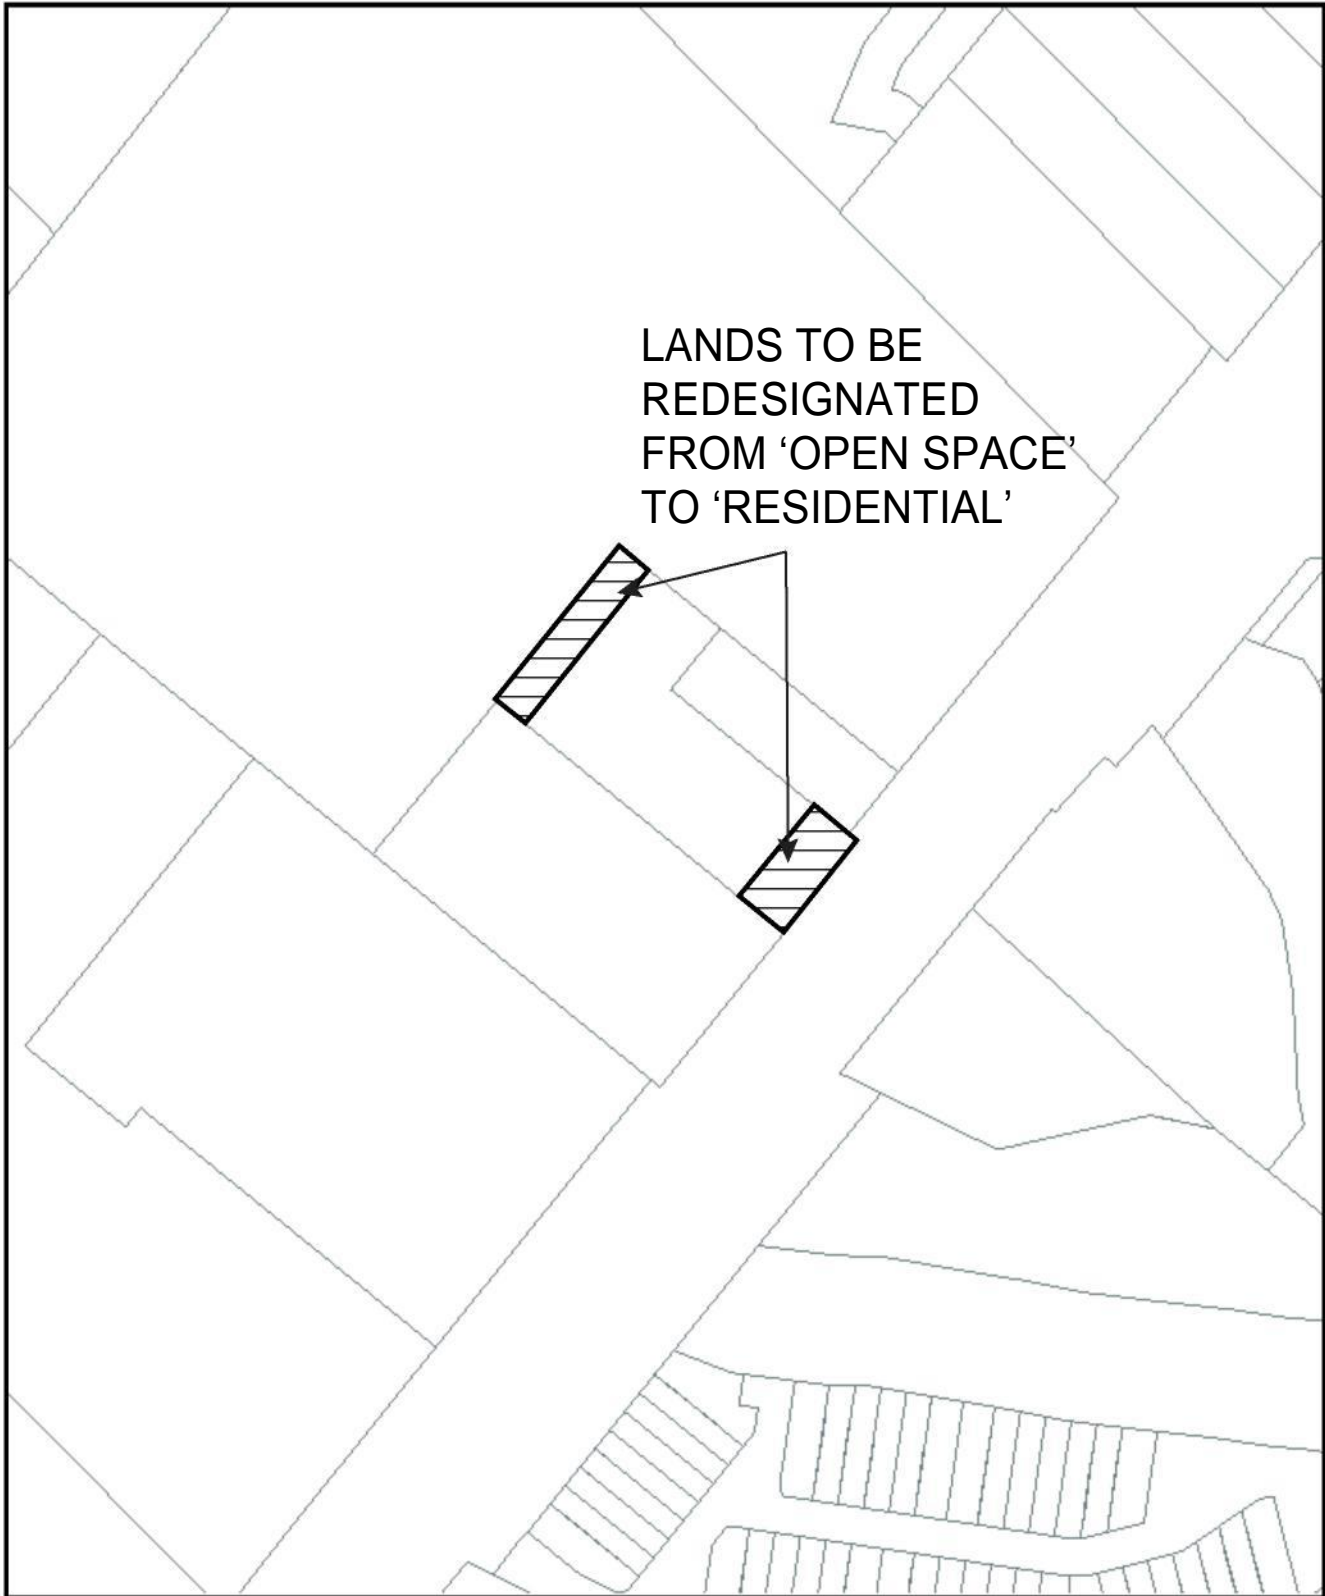 LANDS TO BE
REDESIGNATED
FROM ‘OPEN SPACE’
TO ‘RESIDENTIAL’